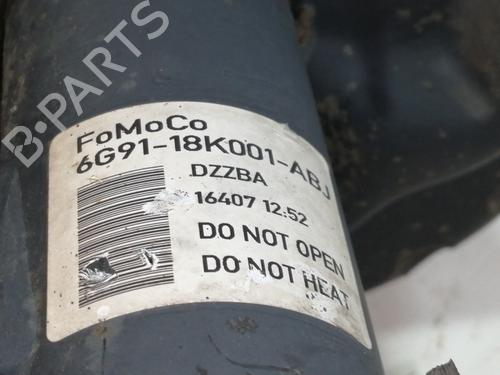 B-PARTS
FoMoCo
6G91-18K001-ABJ
DZZBA
16407 12:52
DO NOT OPEN
DO NOT HEAT